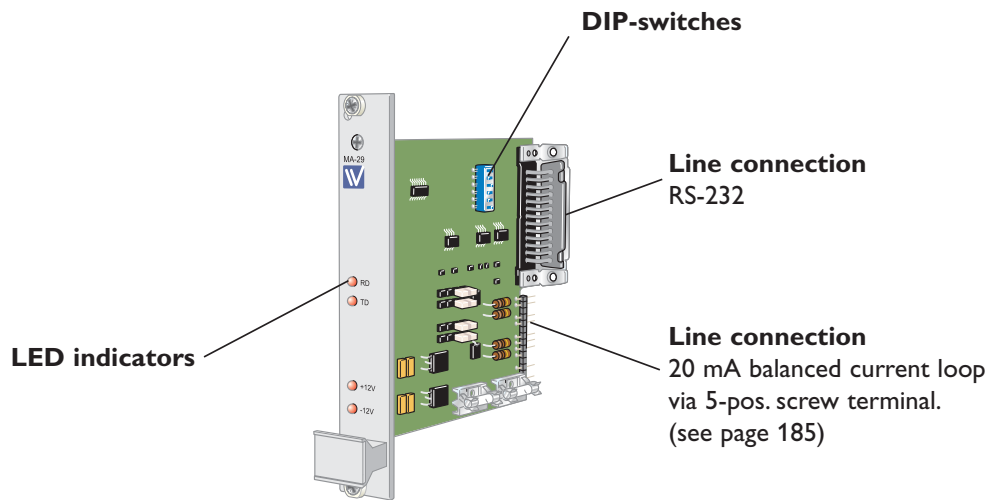 DIP-switches
MA-29
Line connection
RS-232
RD
TD
LED indicators
Line connection
20 mA balanced current loop
via 5-pos. screw terminal.
(see page 185)
+12V
-12V